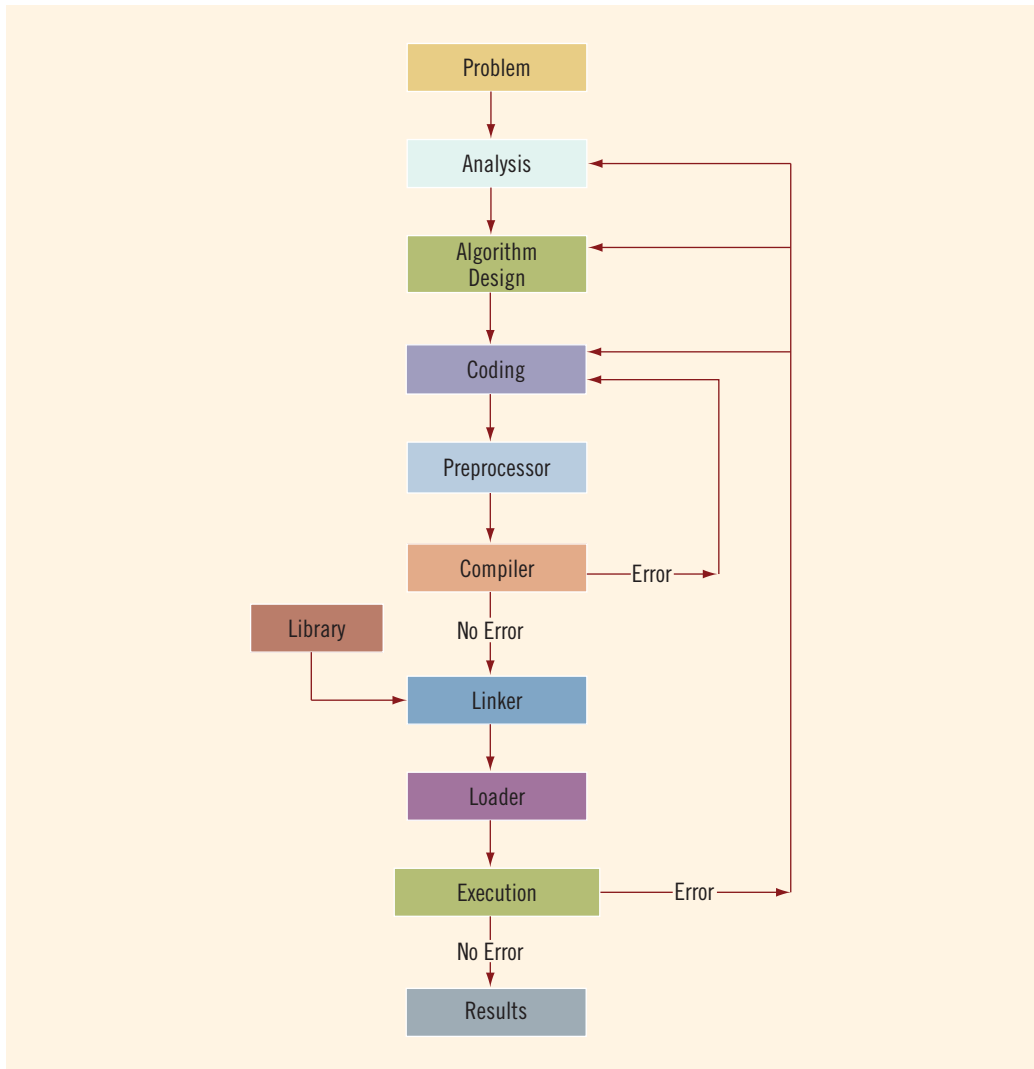 Problem
Analysis
Algorithm
Design
Coding
Preprocessor
Compiler
Error
No Error
Library
Linker
Loader
Execution
Error
No Error
Results